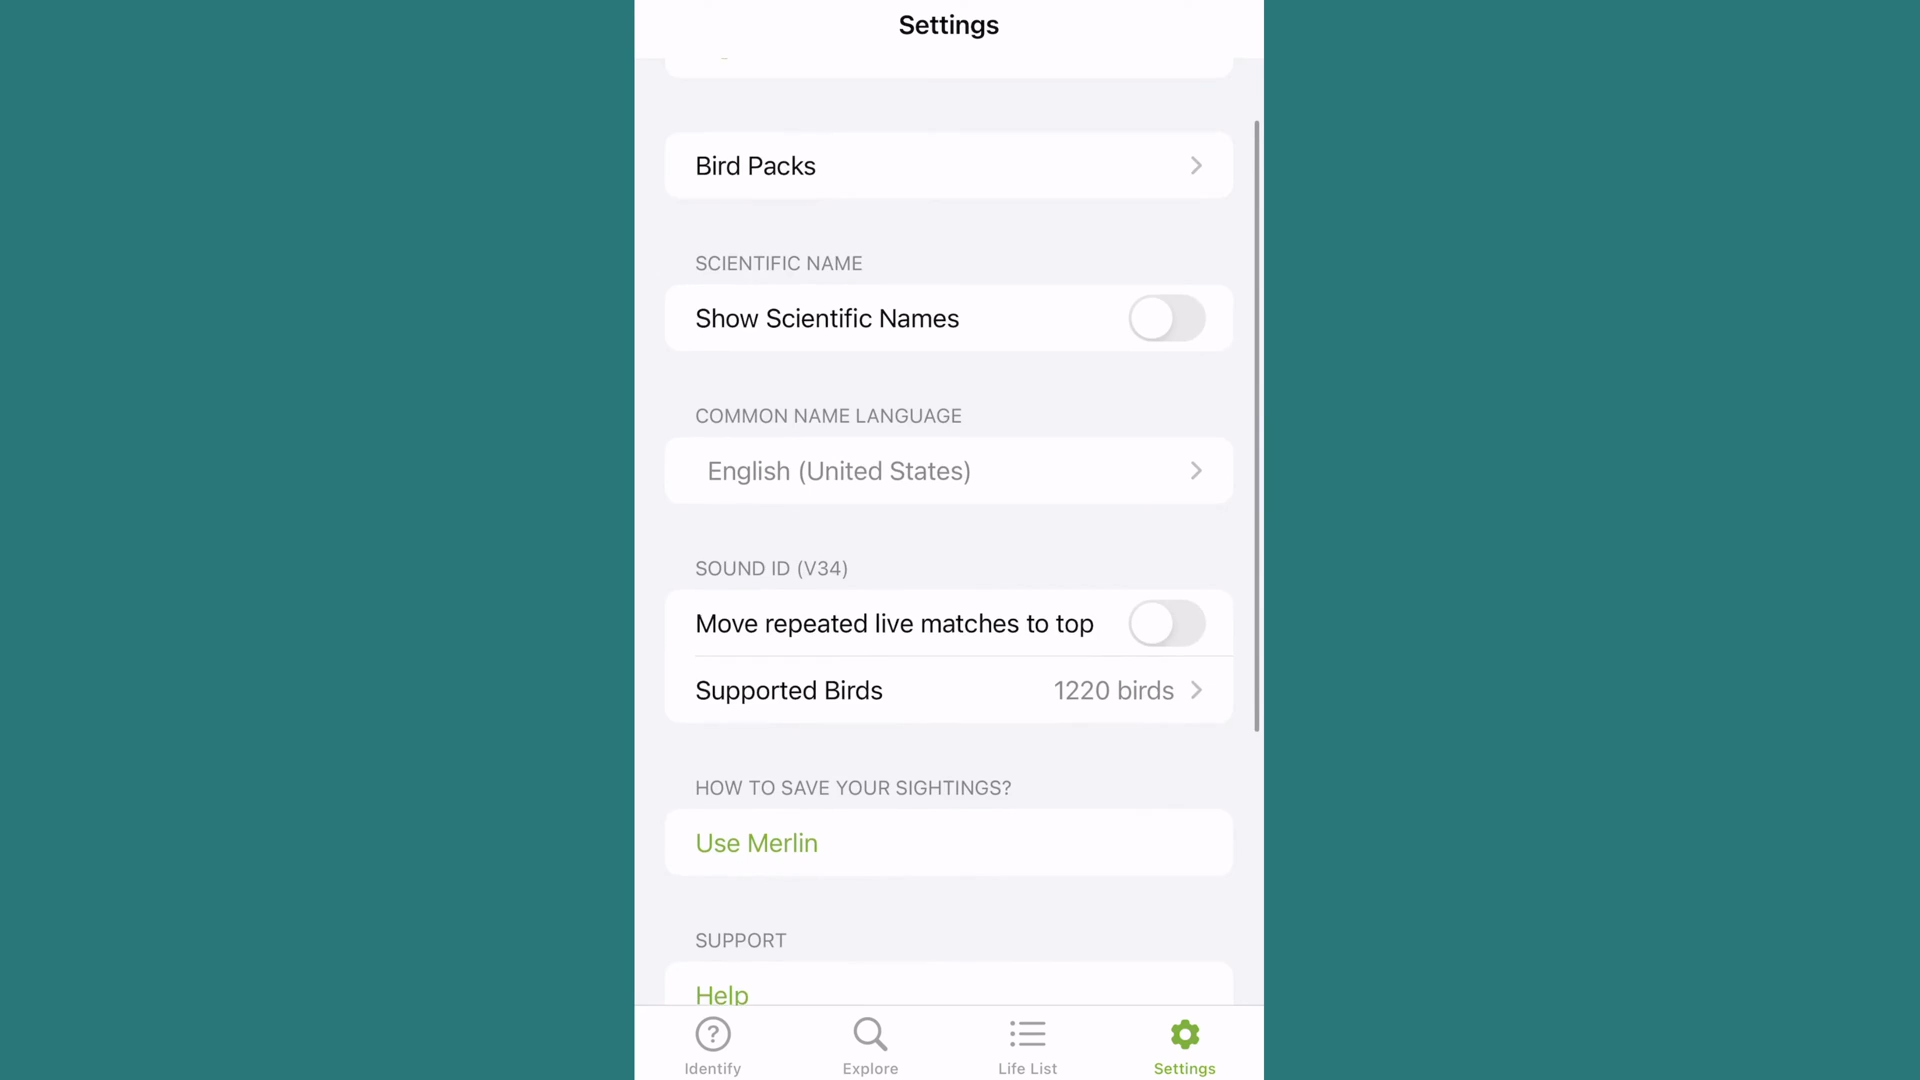 Settings
Bird Packs
SCIENTIFIC NAME
Show Scientific Names
COMMON NAME LANGUAGE
English (United States)
SOUND ID (V34)
Move repeated live matches to top
Supported Birds 1220 birds
HOW TO SAVE YOUR SIGHTINGS?
Use Merlin
SUPPORT
Help
Identify Explore Life List Settings